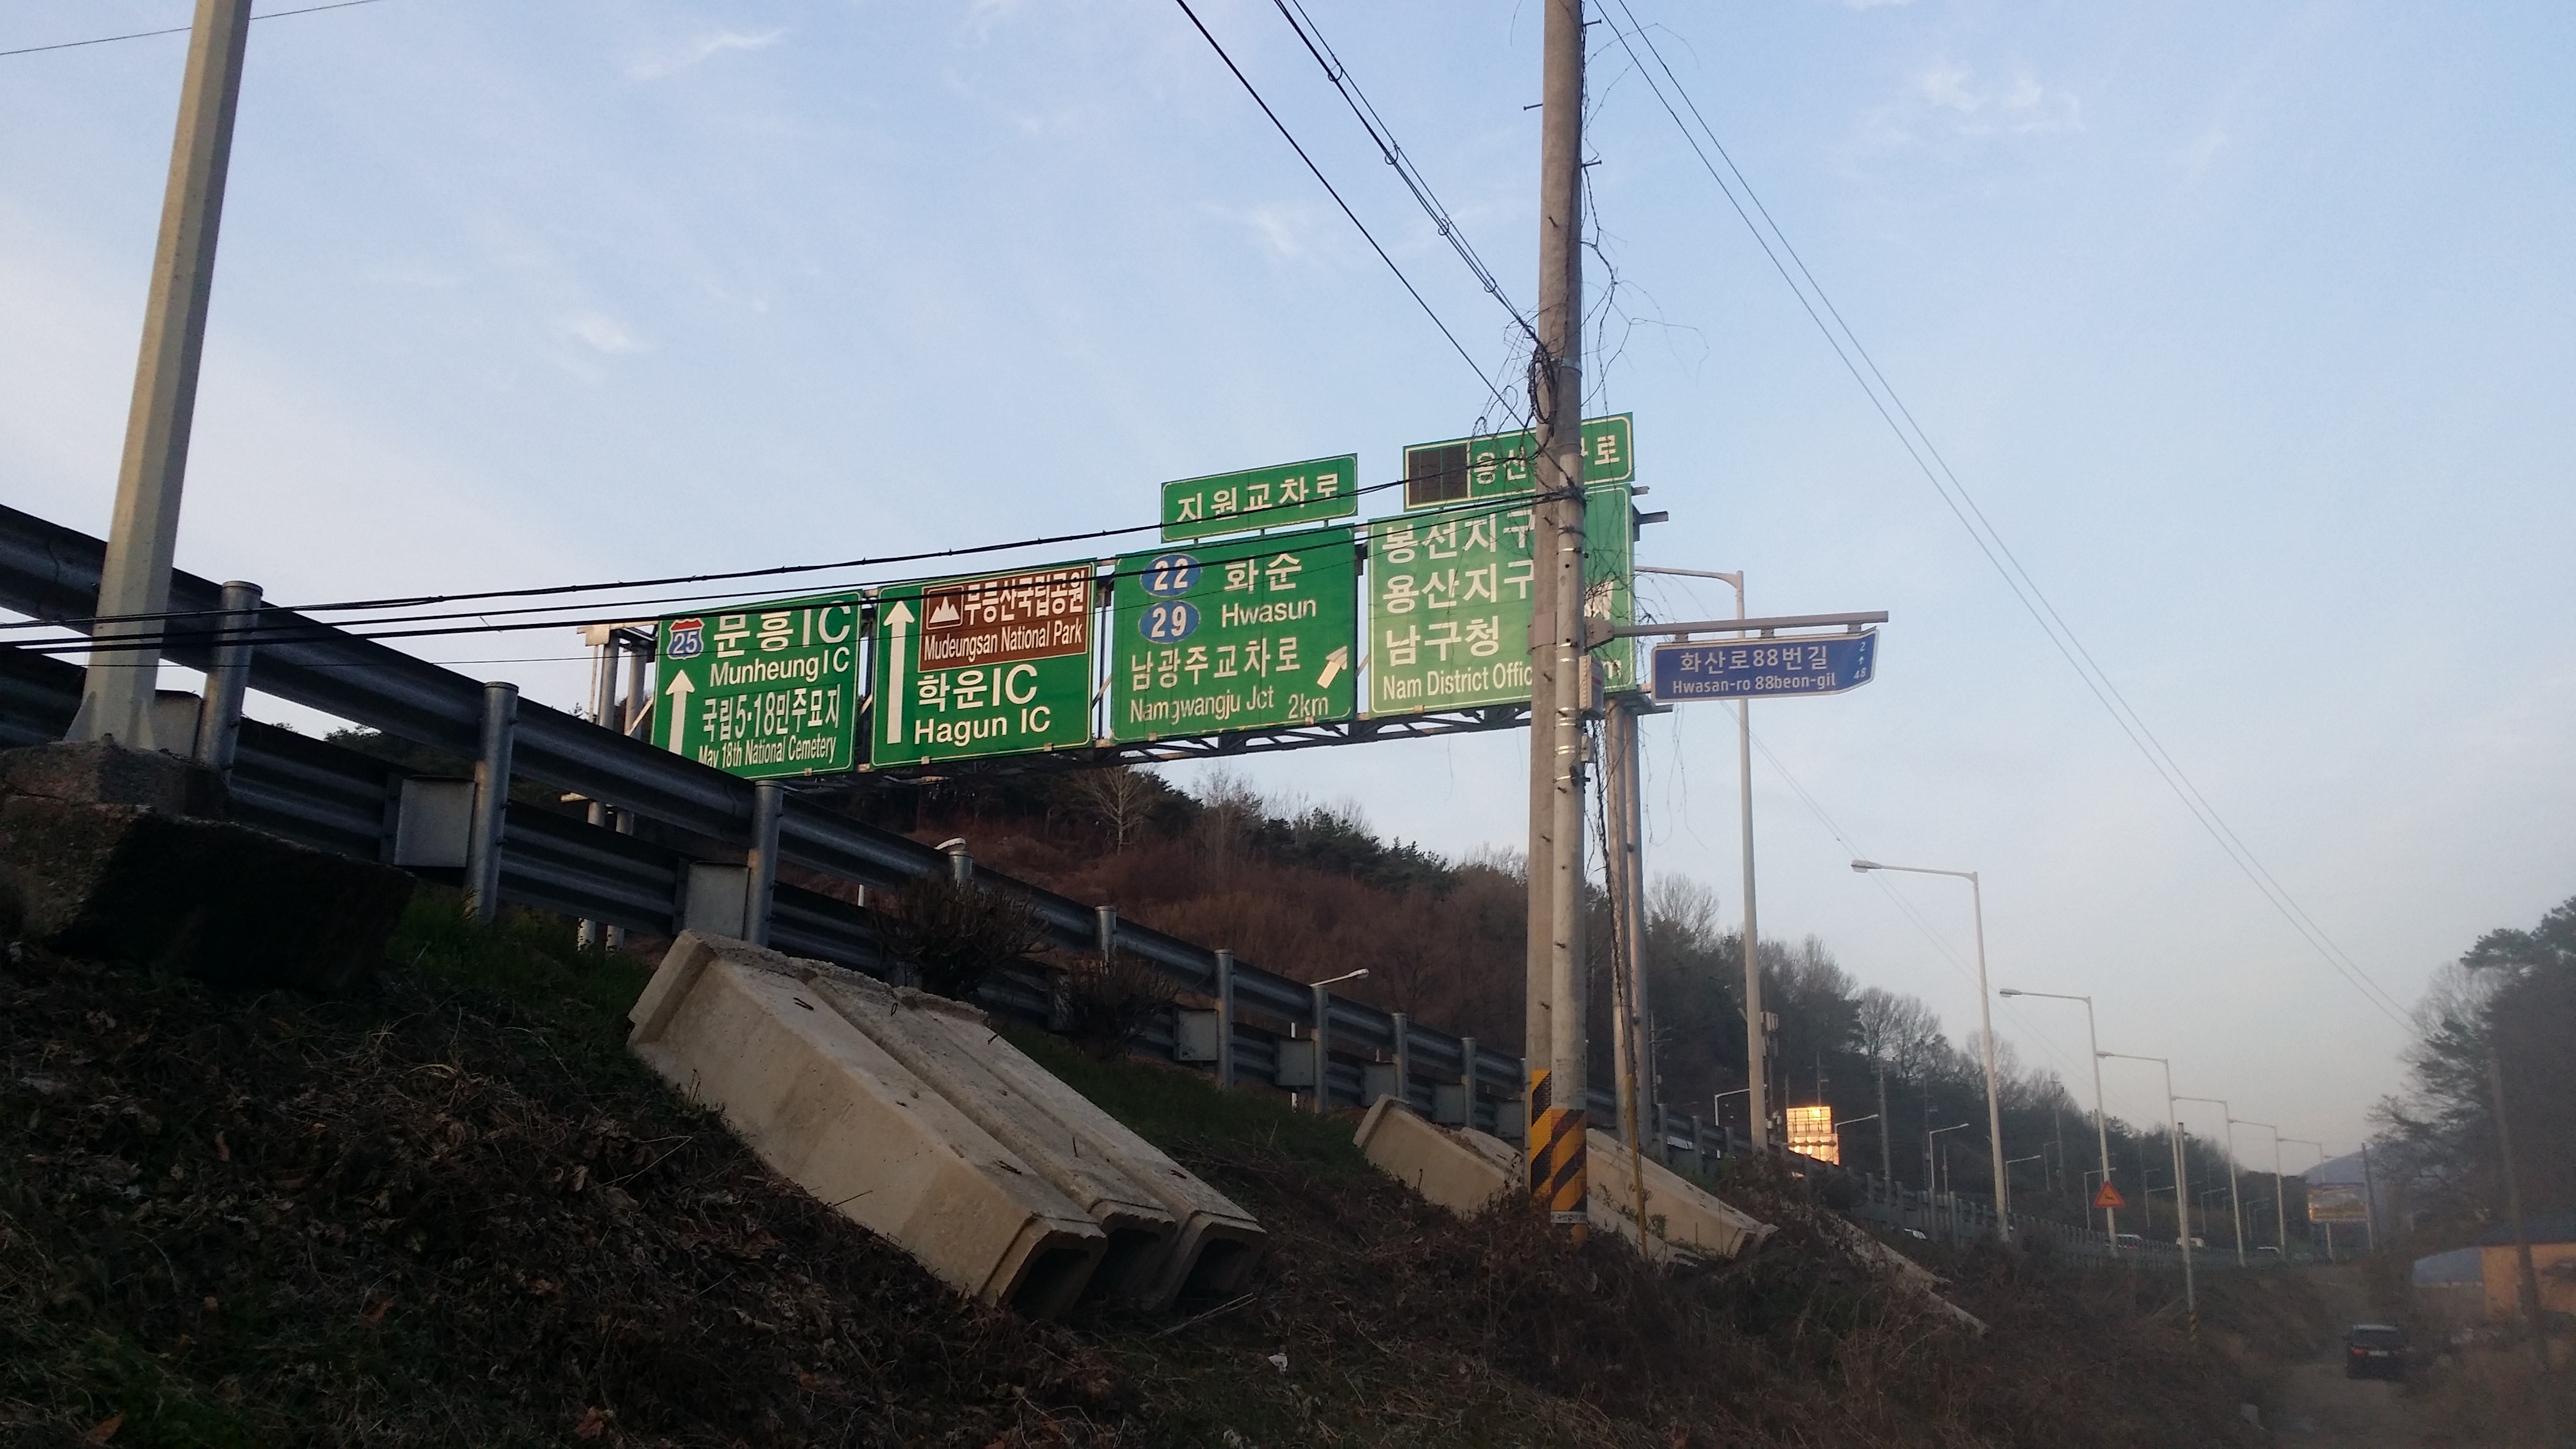 25 문흥IC
Munheung IC
국립5·18민주묘지
May 18th National Cemetery
무등산국립공원
Mudeungsan National Park
학운IC
Hagun IC
지원교차로
22 화순
29 Hwasun
남광주교차로
Namgwangju Jct 2km
용산
로
봉선지구
용산지구
남구청
Nam District
화산로88번길
Hwasan-ro 88beon-gil
2
48